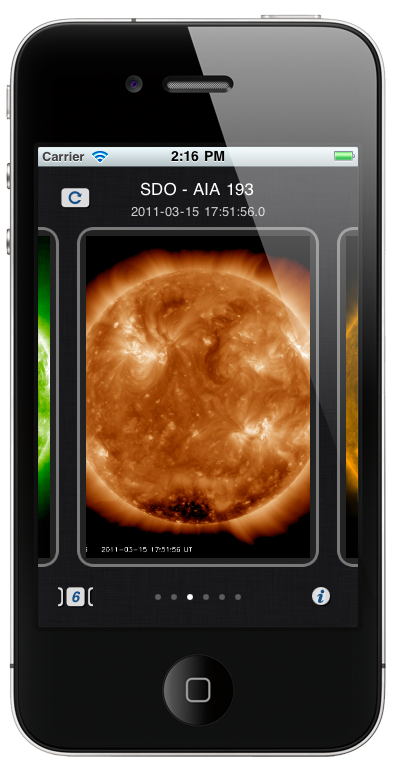 Carrier 2:16 PM
SDO - AIA 193
2011-03-15 17:51:56.0
2011-03-15 17:51:56 UT
6
i